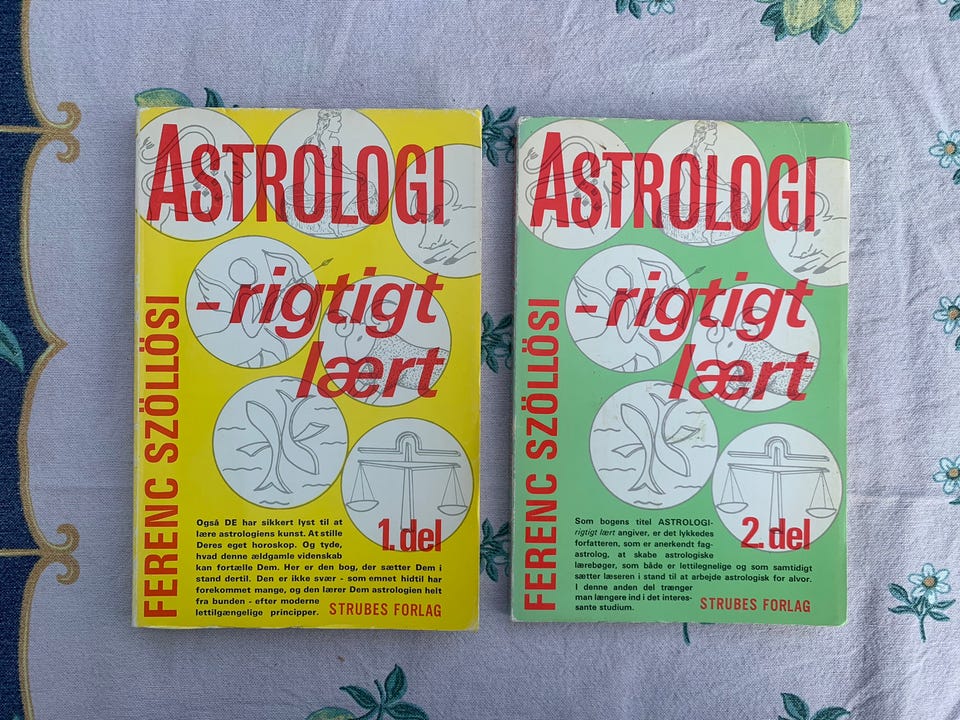 ASTROLOGI
- rigtigt
lært
FERENC SZÖLLÖSI
1. del
Også DE har sikkert lyst til at
lære astrologiens kunst. At stille
Deres eget horoskop. Og tyde,
hvad denne ældgamle videnskab
kan fortælle Dem. Her er den bog, der sætter Dem i
stand dertil. Den er ikke svær - som emnet hidtil har
forekommet mange, og den lærer Dem astrologien helt
fra bunden - efter moderne
lettilgængelige principper.
STRUBES FORLAG
ASTROLOGI
- rigtigt
lært
FERENC SZÖLLÖSI
2. del
Som bogens titel ASTROLOGI-
rigtigt lært angiver, er det lykkedes
forfatteren, som er anerkendt fag-
astrolog, at skabe astrologiske
lærebøger, som både er lettilegnelige og som samtidigt
sætter læseren i stand til at arbejde astrologisk for alvor.
I denne anden del trænger
man længere ind i det interes-
sante studium.
STRUBES FORLAG